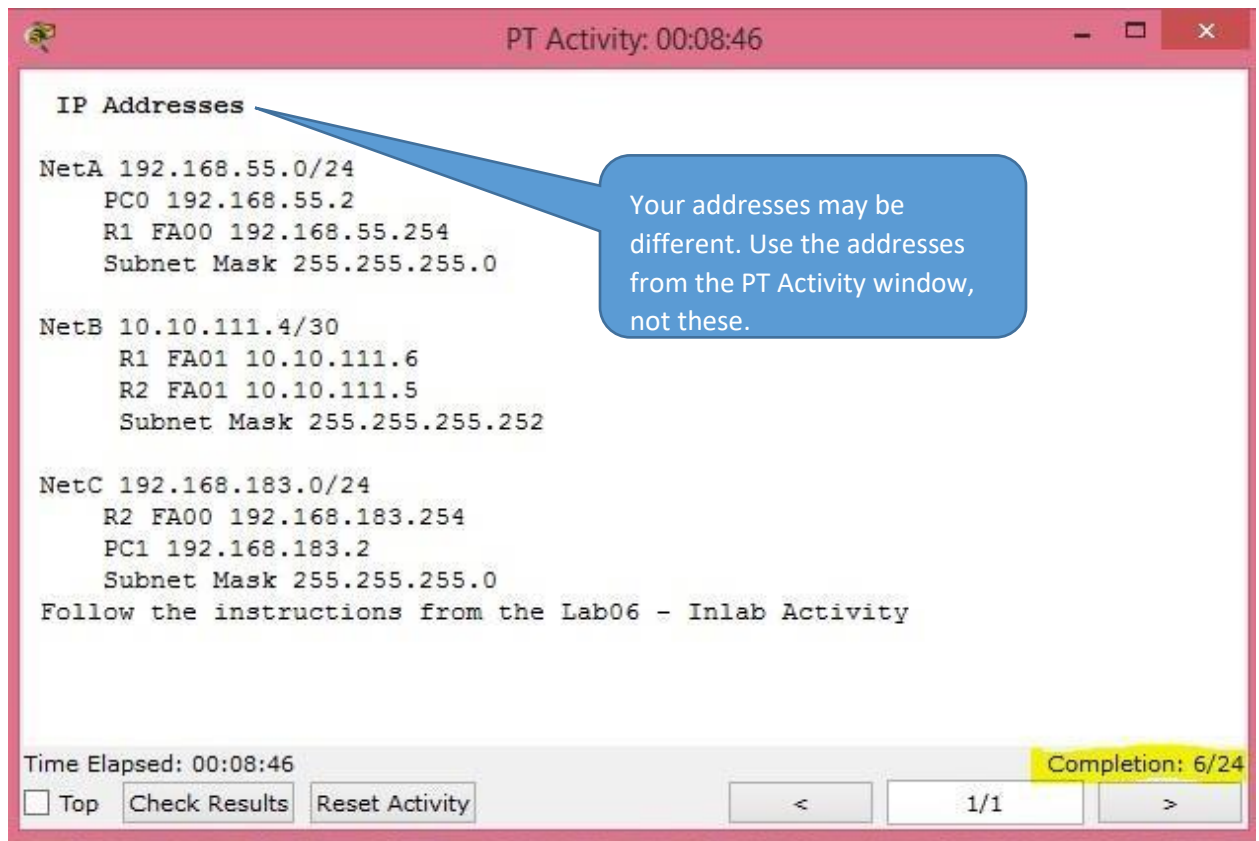 PT Activity: 00:08:46
IP Addresses
NetA 192.168.55.0/24
PC0 192.168.55.2
R1 FA00 192.168.55.254
Subnet Mask 255.255.255.0
Your addresses may be
different. Use the addresses
from the PT Activity window,
not these.
NetB 10.10.111.4/30
R1 FA01 10.10.111.6
R2 FA01 10.10.111.5
Subnet Mask 255.255.255.252
NetC 192.168.183.0/24
R2 FA00 192.168.183.254
PC1 192.168.183.2
Subnet Mask 255.255.255.0
Follow the instructions from the Lab06 - Inlab Activity
Time Elapsed: 00:08:46
Completion: 6/24
Top
Check Results
Reset Activity
<
1/1
>